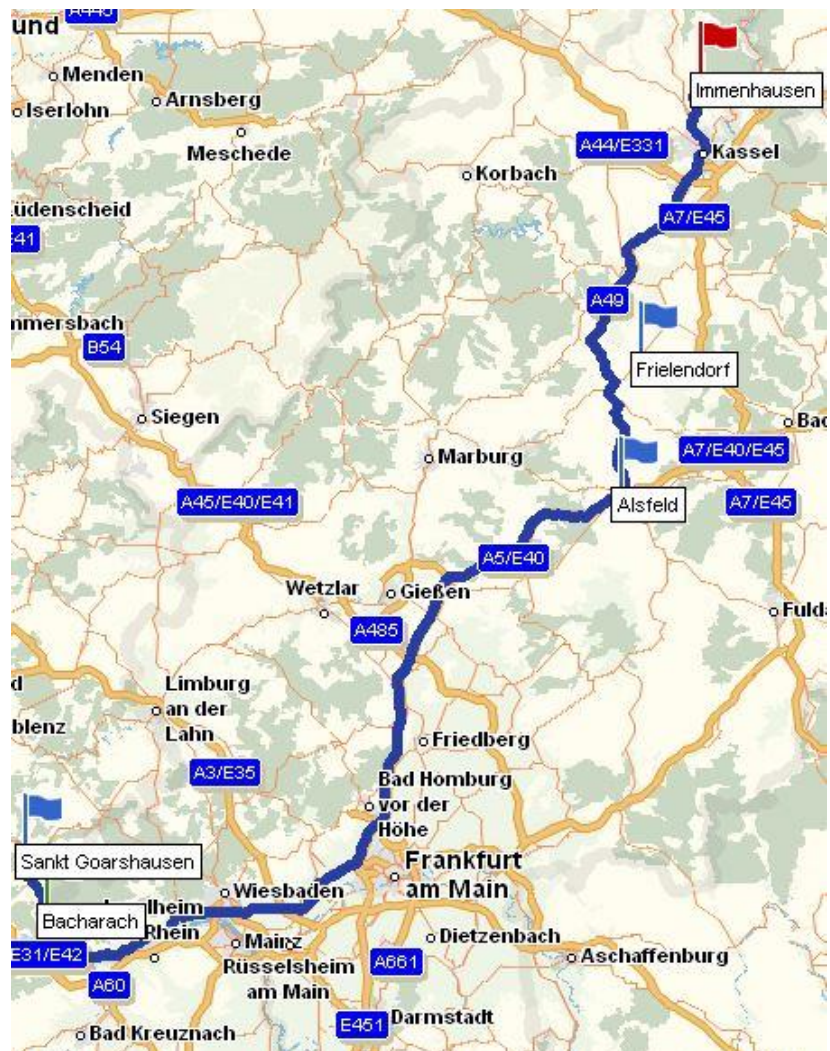 A445
und
Menden
Arnsberg
Iserlohn
Meschede
Immenhausen
A44/E331
Kassel
Korbach
Lüdenscheid
A7/E45
E41
A49
mmersbach
B54
Frielendorf
Siegen
Bad
Marburg
A7/E40/E45
A45/E40/E41
Alsfeld
A7/E45
A5/E40
Wetzlar
Gießen
Fulda
A485
d
Limburg
an der
Lahn
blenz
Friedberg
A3/E35
Bad Homburg
vor der
Höhe
Sankt Goarshausen
Frankfurt
am Main
Wiesbaden
lheim
Bacharach
Rhein
Mainz
Dietzenbach
E31/E42
Rüsselsheim
am Main
A661
Aschaffenburg
A60
E451
Darmstadt
Bad Kreuznach